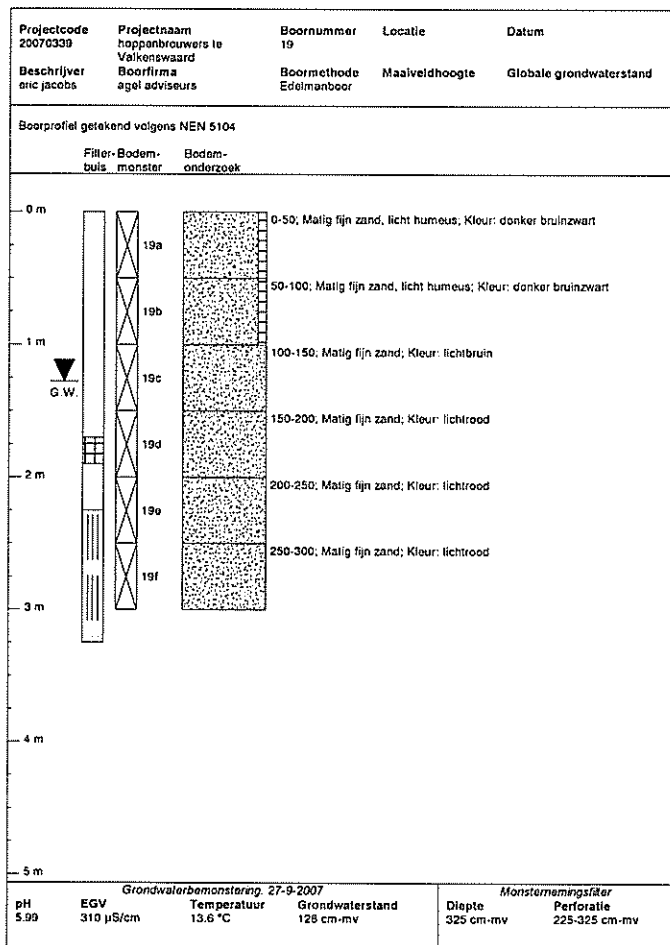 Projectcode Projectnaam Boornummer Locatie Datum
20070339 hoppenbrouwers te 19
Valkenswaard
Beschrijver Boorfirma Boormethode Maaiveldhoogte Globale grondwaterstand
eric jacobs agel adviseurs Edelmanboor
Boorprofiel getekend volgens NEN 5104
Filter- Bodem- Bodem-
buis monster onderzoek
0 m
0-50; Matig fijn zand, licht humeus; Kleur: donker bruinzwart
19a
50-100; Matig fijn zand, licht humeus; Kleur: donker bruinzwart
19b
1 m
100-150; Matig fijn zand; Kleur: lichtbruin
19c
G.W.
150-200; Matig fijn zand; Kleur: lichtrood
19d
2 m
200-250; Matig fijn zand; Kleur: lichtrood
19e
250-300; Matig fijn zand; Kleur: lichtrood
19f
3 m
4 m
5 m
Grondwaterbemonstering. 27-9-2007 Monsternemingsfilter
pH EGV Temperatuur Grondwaterstand Diepte Perforatie
5.99 310 µS/cm 13.6 °C 128 cm-mv 325 cm-mv 225-325 cm-mv